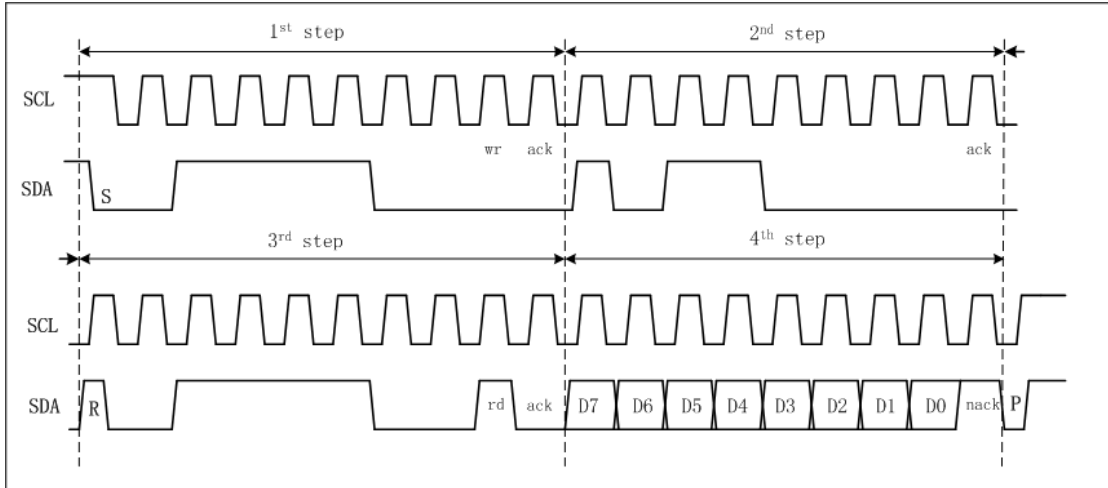 1st step 2nd step
SCL
wr ack ack
SDA S
3rd step 4th step
SCL
SDA R rd ack D7 D6 D5 D4 D3 D2 D1 D0 nack P